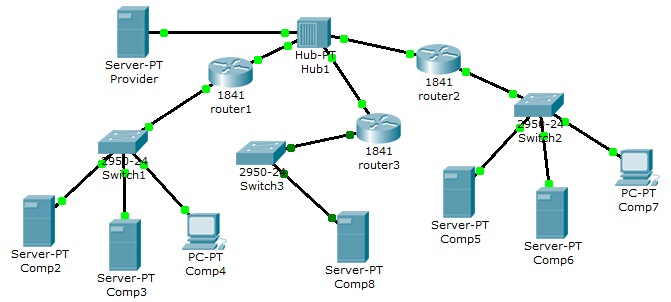 Server-PT
Provider
Hub-PT
Hub1
1841
router1
1841
router2
2950-24
Switch1
2950-24
Switch3
1841
router3
2950-24
Switch2
Server-PT
Comp2
Server-PT
Comp3
PC-PT
Comp4
Server-PT
Comp8
Server-PT
Comp5
Server-PT
Comp6
PC-PT
Comp7